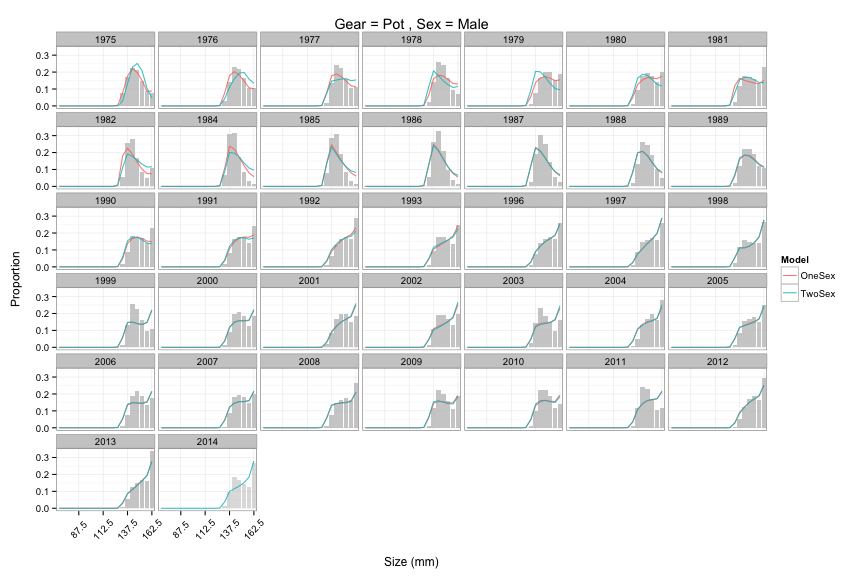 Gear = Pot , Sex = Male
1975 1976 1977 1978 1979 1980 1981
0.3
0.2
0.1
0.0
1982 1984 1985 1986 1987 1988 1989
0.3
0.2
0.1
0.0
1990 1991 1992 1993 1996 1997 1998
0.3
0.2
0.1
0.0
1999 2000 2001 2002 2003 2004 2005
0.3
0.2
0.1
0.0
2006 2007 2008 2009 2010 2011 2012
0.3
0.2
0.1
0.0
2013 2014
0.3
0.2
0.1
0.0
87.5 112.5 137.5 162.5 87.5 112.5 137.5 162.5
Size (mm)
Proportion
Model
OneSex
TwoSex